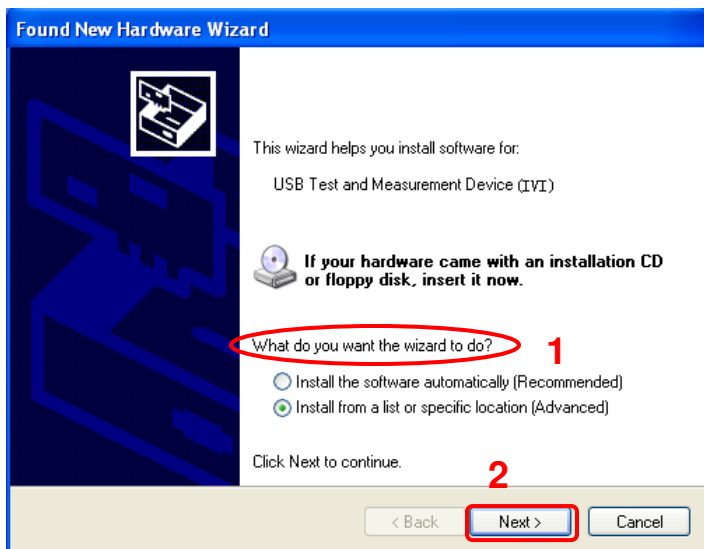 Found New Hardware Wizard
This wizard helps you install software for:
USB Test and Measurement Device (IVI)
If your hardware came with an installation CD
or floppy disk, insert it now.
What do you want the wizard to do?
1
Install the software automatically (Recommended)
Install from a list or specific location (Advanced)
Click Next to continue.
2
< Back
Next >
Cancel